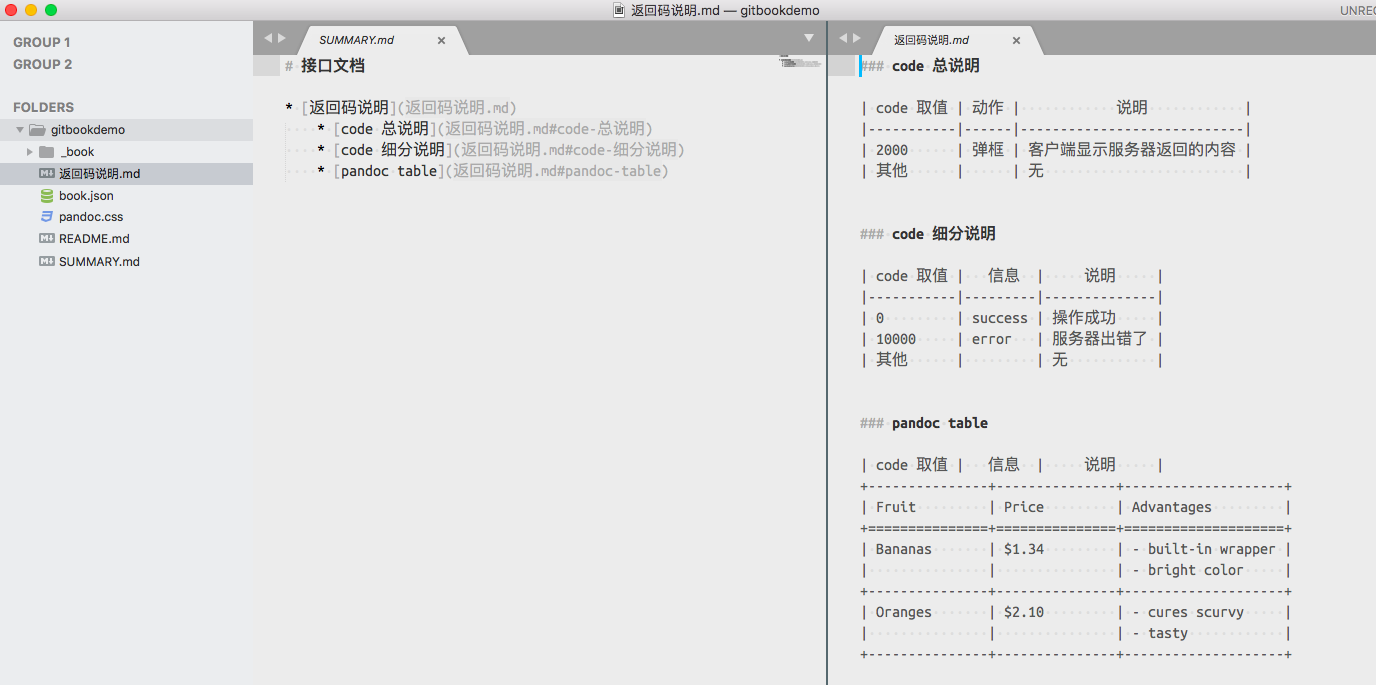 返回码说明.md — gitbookdemo
UNREG
GROUP 1
GROUP 2
FOLDERS
gitbookdemo
_book
返回码说明.md
book.json
pandoc.css
README.md
SUMMARY.md
SUMMARY.md
# 接口文档
* [返回码说明](返回码说明.md)
    * [code 总说明](返回码说明.md#code-总说明)
    * [code 细分说明](返回码说明.md#code-细分说明)
    * [pandoc table](返回码说明.md#pandoc-table)
返回码说明.md
### code 总说明
| code 取值 | 动作 |            说明            |
|-----------|------|----------------------------|
| 2000      | 弹框 | 客户端显示服务器返回的内容 |
| 其他      |      | 无                         |
### code 细分说明
| code 取值 |   信息  |     说明     |
|-----------|---------|--------------|
| 0         | success | 操作成功     |
| 10000     | error   | 服务器出错了 |
| 其他      |         | 无           |
### pandoc table
| code 取值 |   信息  |     说明     |
+---------------+---------------+--------------------+
| Fruit         | Price         | Advantages         |
+===============+===============+====================+
| Bananas       | $1.34         | - built-in wrapper |
|               |               | - bright color     |
+---------------+---------------+--------------------+
| Oranges       | $2.10         | - cures scurvy     |
|               |               | - tasty            |
+---------------+---------------+--------------------+